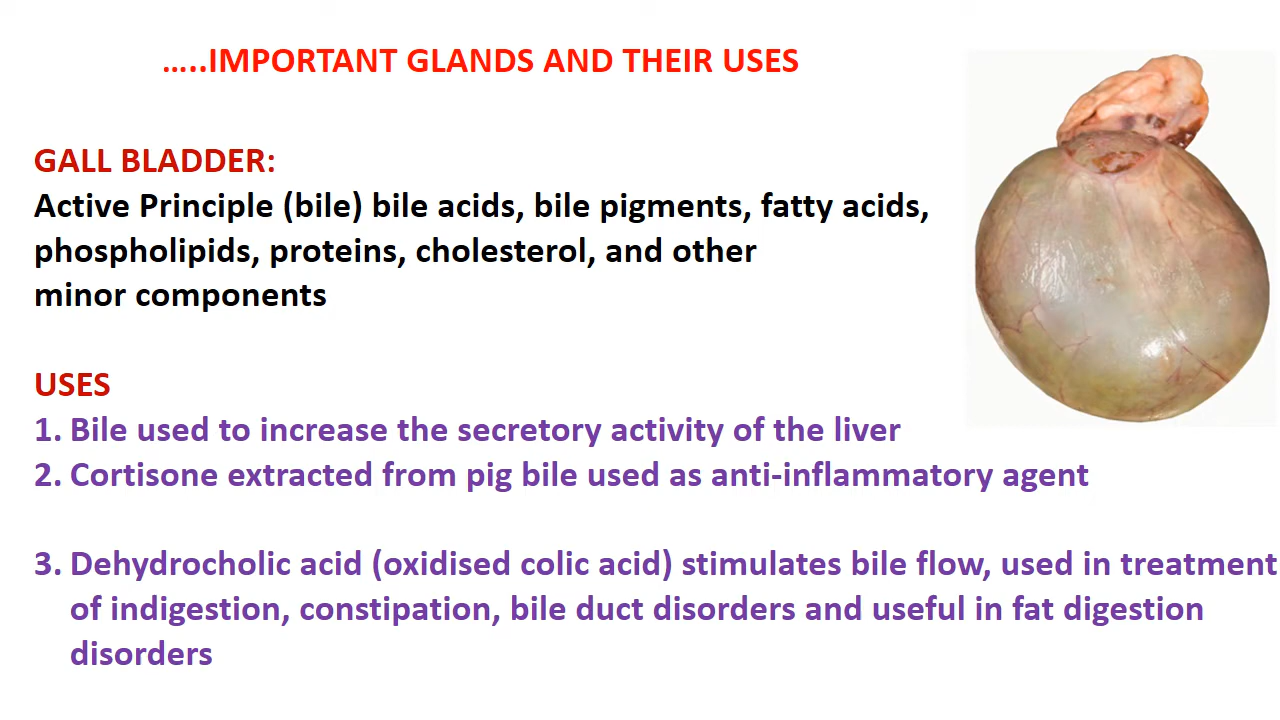 …..IMPORTANT GLANDS AND THEIR USES
GALL BLADDER:
Active Principle (bile) bile acids, bile pigments, fatty acids,
phospholipids, proteins, cholesterol, and other
minor components
USES
1. Bile used to increase the secretory activity of the liver
2. Cortisone extracted from pig bile used as anti-inflammatory agent
3. Dehydrocholic acid (oxidised colic acid) stimulates bile flow, used in treatment
of indigestion, constipation, bile duct disorders and useful in fat digestion
disorders